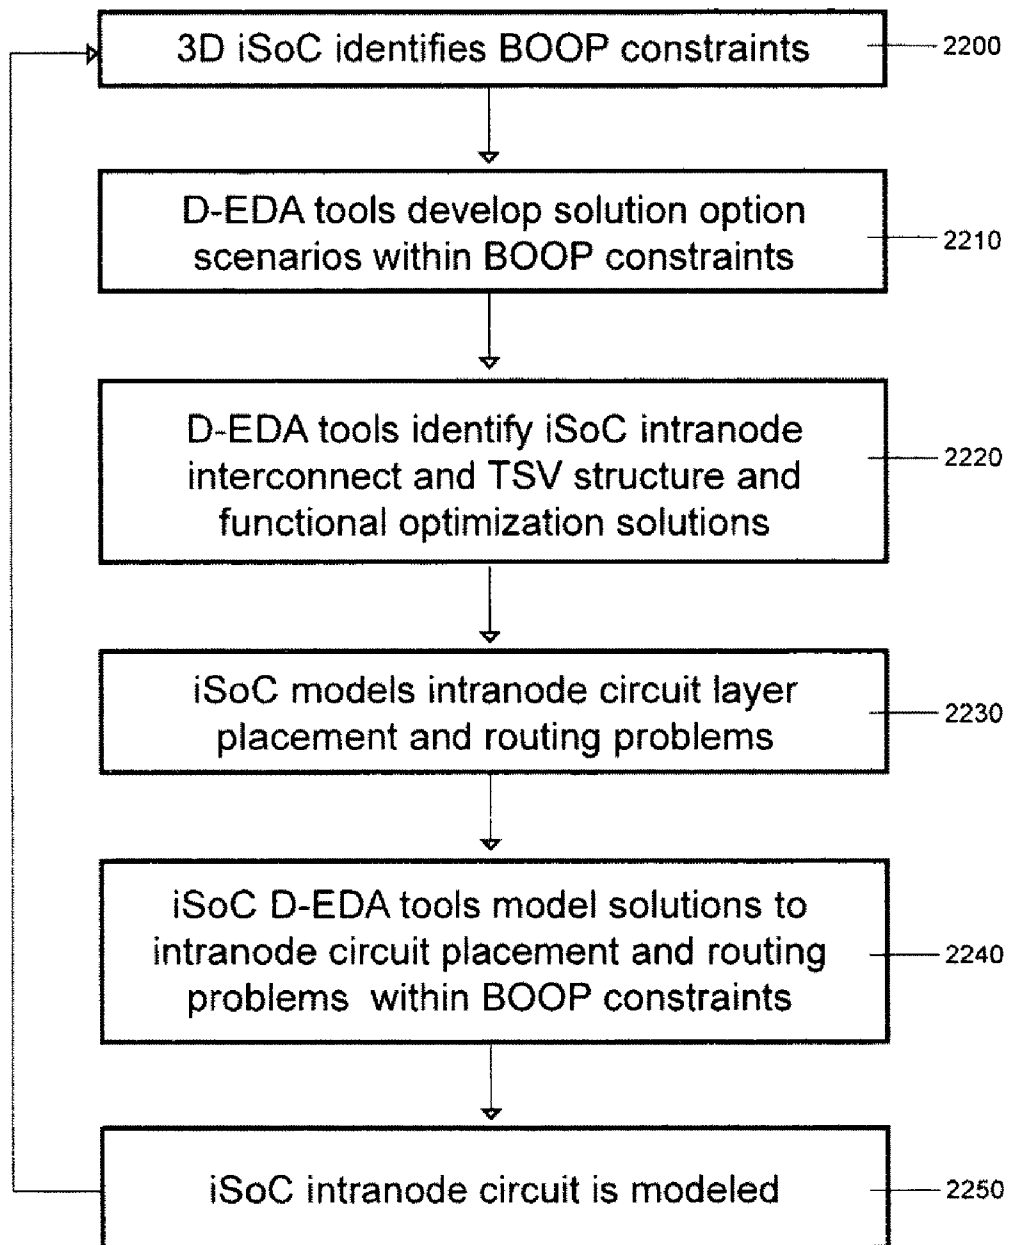 3D iSoC identifies BOOP constraints
2200
D-EDA tools develop solution option
scenarios within BOOP constraints
2210
D-EDA tools identify iSoC intranode
interconnect and TSV structure and
functional optimization solutions
2220
iSoC models intranode circuit layer
placement and routing problems
2230
iSoC D-EDA tools model solutions to
intranode circuit placement and routing
problems within BOOP constraints
2240
iSoC intranode circuit is modeled
2250